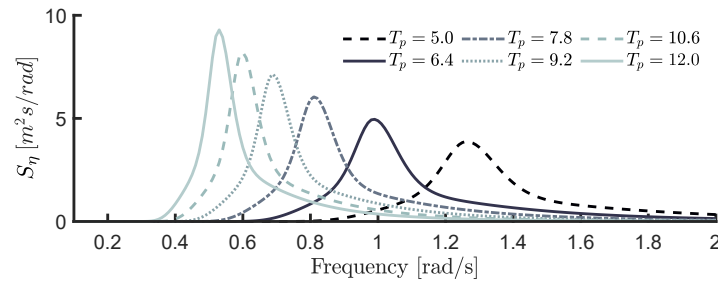 10
T_p = 5.0 T_p = 7.8 T_p = 10.6
T_p = 6.4 T_p = 9.2 T_p = 12.0
S_η [m² s/rad]
5
0
0.2 0.4 0.6 0.8 1 1.2 1.4 1.6 1.8 2
Frequency [rad/s]